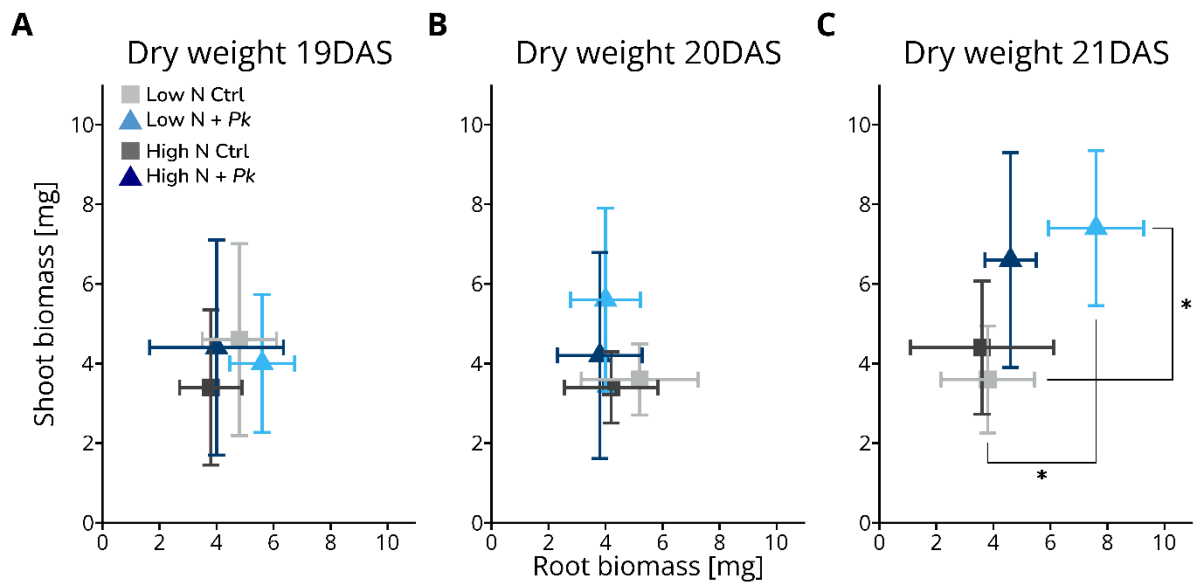 A
Dry weight 19DAS
B
Dry weight 20DAS
C
Dry weight 21DAS
Low N Ctrl
Low N + Pk
High N Ctrl
High N + Pk
Shoot biomass [mg]
10
8
6
4
2
0
0 2 4 6 8 10
10
8
6
4
2
0
0 2 4 6 8 10
10
8
6
4
2
0
0 2 4 6 8 10
*
*
Root biomass [mg]